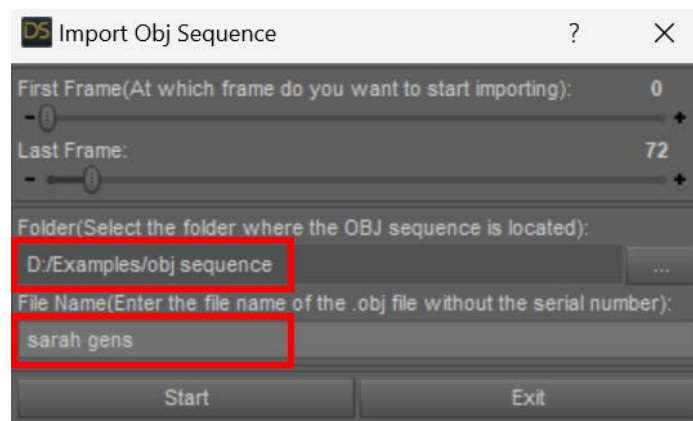 DS Import Obj Sequence ? ×
First Frame(At which frame do you want to start importing): 0
- +
Last Frame: 72
- +
Folder(Select the folder where the OBJ sequence is located):
D:/Examples/obj sequence ...
File Name(Enter the file name of the .obj file without the serial number):
sarah gens
Start Exit